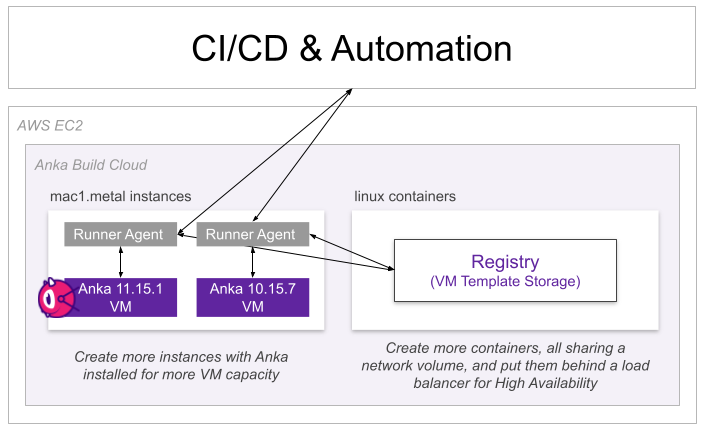 CI/CD & Automation
AWS EC2
Anka Build Cloud
mac1.metal instances
linux containers
Runner Agent
Runner Agent
Anka 11.15.1
VM
Anka 10.15.7
VM
Registry
(VM Template Storage)
Create more instances with Anka
installed for more VM capacity
Create more containers, all sharing a
network volume, and put them behind a load
balancer for High Availability